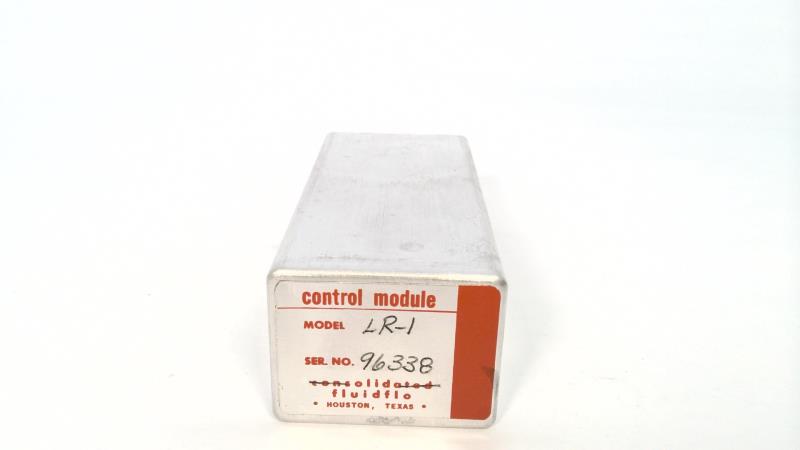 control module
MODEL LR-1
SER. NO. 96338
consolidated
fluidflo
• HOUSTON, TEXAS •